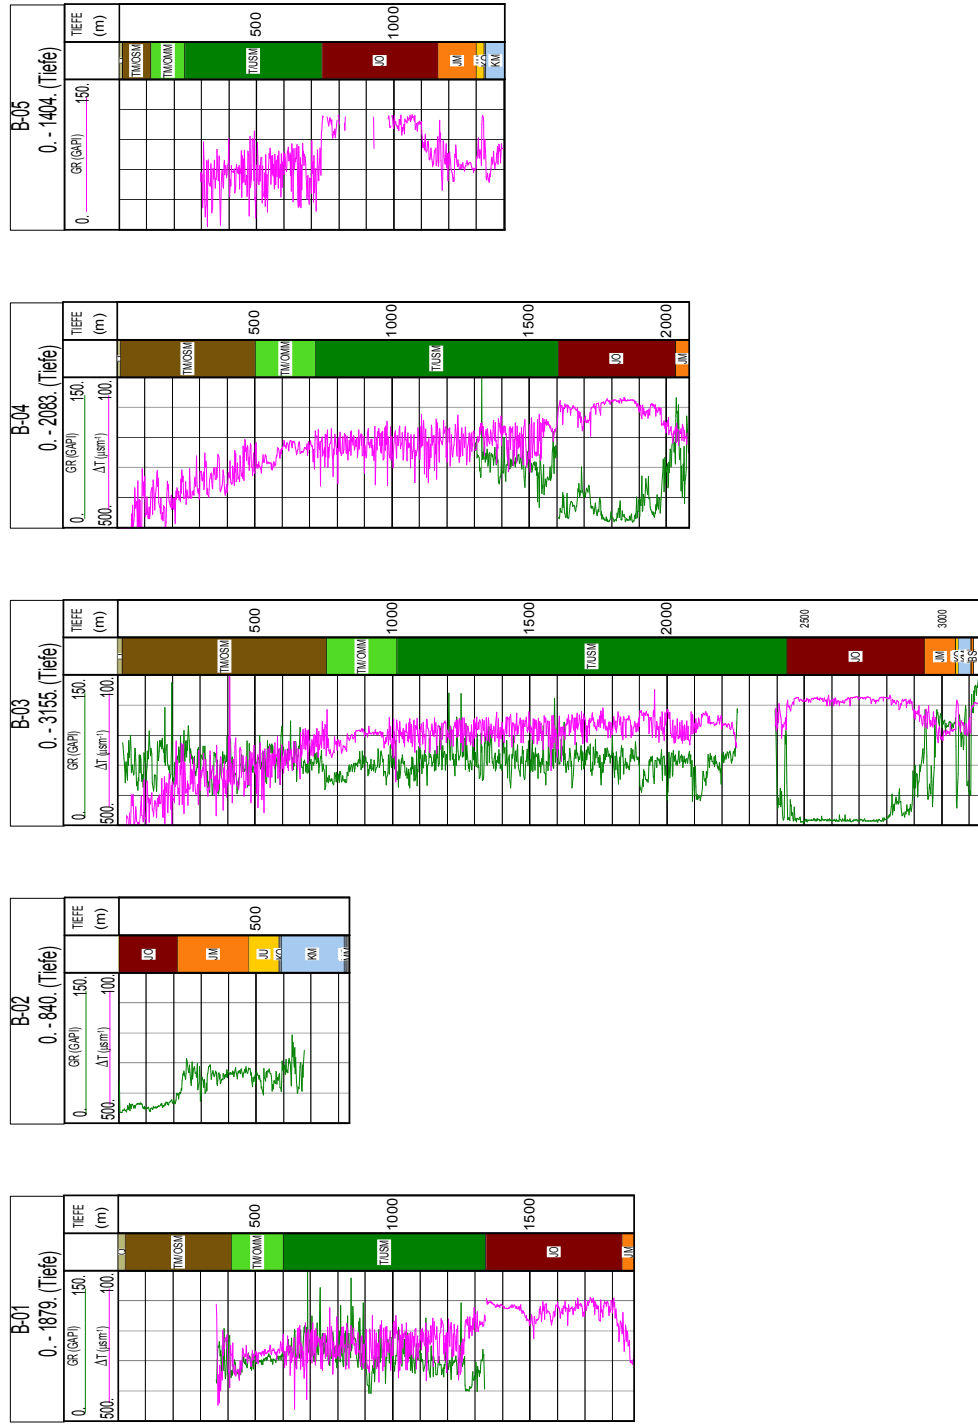 B-01
0. - 1879. (Tiefe)
GR (GAPI)
0. 150.
ΔT (µsm⁻¹)
500. 100.
TIEFE
(m)
Q
TM/OSM
TM/OMM
T/USM
JO
JM
500
1000
1500
B-02
0. - 840. (Tiefe)
GR (GAPI)
0. 150.
ΔT (µsm⁻¹)
500. 100.
TIEFE
(m)
JO
JM
JU
KO
KM
500
B-03
0. - 3155. (Tiefe)
GR (GAPI)
0. 150.
ΔT (µsm⁻¹)
500. 100.
TIEFE
(m)
TM/OSM
TM/OMM
T/USM
JO
JM
BS
500
1000
1500
2000
2500
3000
B-04
0. - 2083. (Tiefe)
GR (GAPI)
0. 150.
ΔT (µsm⁻¹)
500. 100.
TIEFE
(m)
TM/OSM
TM/OMM
T/USM
JO
JM
500
1000
1500
2000
B-05
0. - 1404. (Tiefe)
GR (GAPI)
0. 150.
TIEFE
(m)
TM/OSM
TM/OMM
T/USM
JO
JM
KO
KM
500
1000